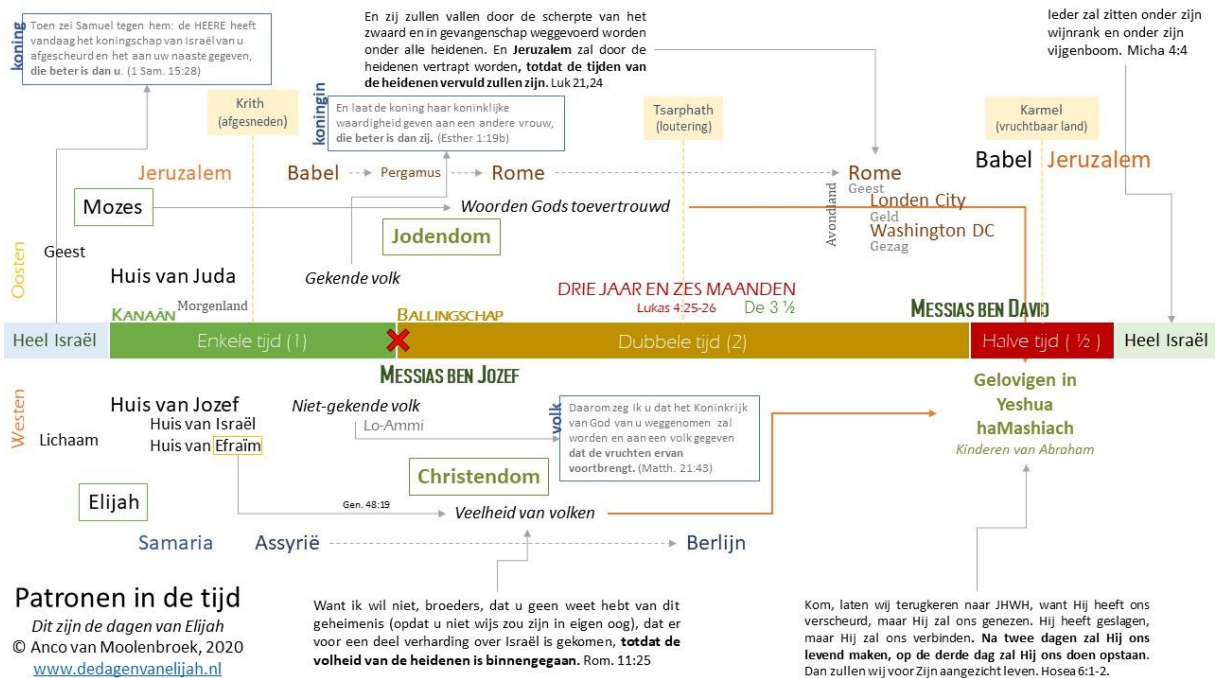 koning
Toen zei Samuel tegen hem: de HEERE heeft
vandaag het koningschap van Israël van u
afgescheurd en het aan uw naaste gegeven,
die beter is dan u. (1 Sam. 15:28)
En zij zullen vallen door de scherpte van het
zwaard en in gevangenschap weggevoerd worden
onder alle heidenen. En Jeruzalem zal door de
heidenen vertrapt worden, totdat de tijden van
de heidenen vervuld zullen zijn. Luk 21,24
Ieder zal zitten onder zijn
wijnrank en onder zijn
vijgenboom. Micha 4:4
Krith
(afgesneden)
koningin
En laat de koning haar koninklijke
waardigheid geven aan een andere vrouw,
die beter is dan zij. (Esther 1:19b)
Tsarphath
(loutering)
Karmel
(vruchtbaar land)
Babel Jeruzalem
Jeruzalem Babel Pergamus Rome Rome
Geest
Londen City
Geld
Washington DC
Gezag
Avondland
Mozes
Woorden Gods toevertrouwd
Jodendom
Oosten
Geest
Huis van Juda
Gekende volk
Morgenland
DRIE JAAR EN ZES MAANDEN
Lukas 4:25-26 De 3 ½
KANAÄN
BALLINGSCHAP
MESSIAS BEN DAVID
Heel Israël Enkele tijd (1) Dubbele tijd (2) Halve tijd ( ½ ) Heel Israël
MESSIAS BEN JOZEF
Westen
Lichaam
Huis van Jozef
Huis van Israël
Huis van Efraïm
Niet-gekende volk
Lo-Ammi
volk
Daarom zeg Ik u dat het Koninkrijk
van God van u weggenomen zal
worden en aan een volk gegeven
dat de vruchten ervan
voortbrengt. (Matth. 21:43)
Gelovigen in
Yeshua
haMashiach
Kinderen van Abraham
Christendom
Elijah
Gen. 48:19
Veelheid van volken
Samaria Assyrië Berlijn
Patronen in de tijd
Dit zijn de dagen van Elijah
© Anco van Moolenbroek, 2020
www.dedagenvanelijah.nl
Want ik wil niet, broeders, dat u geen weet hebt van dit
geheimenis (opdat u niet wijs zou zijn in eigen oog), dat er
voor een deel verharding over Israël is gekomen, totdat de
volheid van de heidenen is binnengegaan. Rom. 11:25
Kom, laten wij terugkeren naar JHWH, want Hij heeft ons
verscheurd, maar Hij zal ons genezen. Hij heeft geslagen,
maar Hij zal ons verbinden. Na twee dagen zal Hij ons
levend maken, op de derde dag zal Hij ons doen opstaan.
Dan zullen wij voor Zijn aangezicht leven. Hosea 6:1-2.